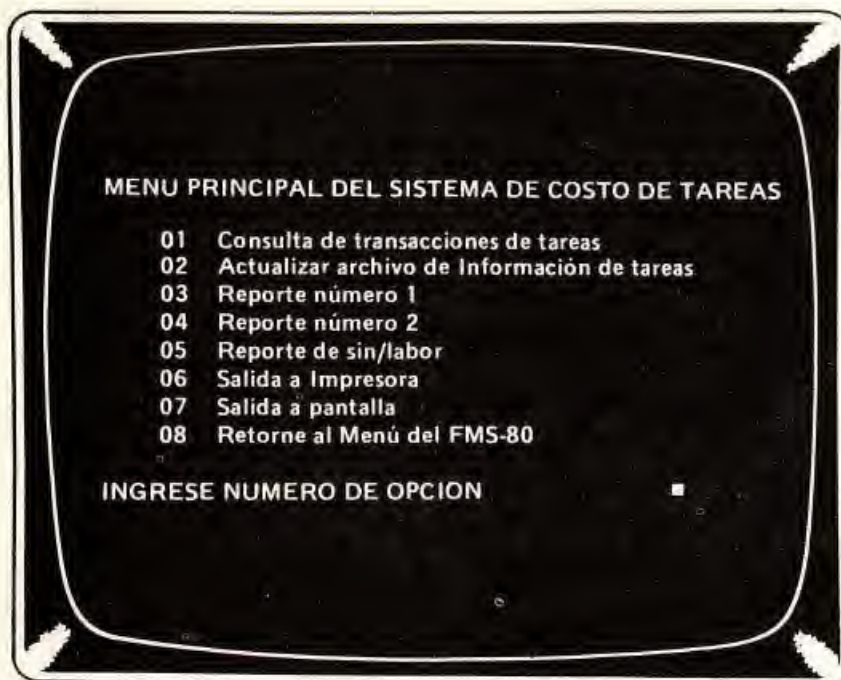 MENU PRINCIPAL DEL SISTEMA DE COSTO DE TAREAS
01 Consulta de transacciones de tareas
02 Actualizar archivo de Información de tareas
03 Reporte número 1
04 Reporte número 2
05 Reporte de sin/labor
06 Salida a Impresora
07 Salida a pantalla
08 Retorne al Menú del FMS-80
INGRESE NUMERO DE OPCION